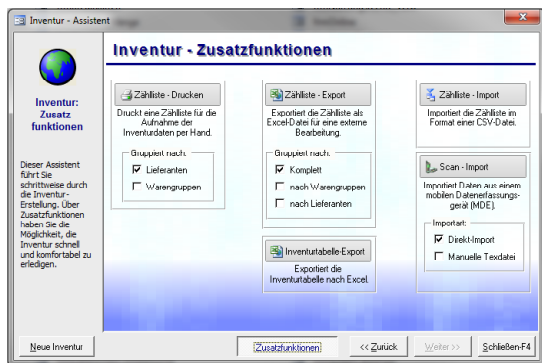 Inventur - Assistent
Inventur - Zusatzfunktionen
Inventur:
Zusatz
funktionen
Dieser Assistent
führt Sie
schrittweise durch
die Inventur-
Erstellung. Über
Zusatzfunktionen
haben Sie die
Möglichkeit, die
Inventur schnell
und komfortabel zu
erledigen.
Zählliste - Drucken
Druckt eine Zählliste für die
Aufnahme der
Inventurdaten per Hand.
Gruppiert nach:
Lieferanten
Warengruppen
Zählliste - Export
Exportiert die Zählliste als
Excel-Datei für eine externe
Bearbeitung.
Gruppiert nach:
Komplett
nach Warengruppen
nach Lieferanten
Inventurtabelle-Export
Exportiert die
Inventurtabelle nach Excel.
Zählliste - Import
Importiert die Zählliste im
Format einer CSV-Datei.
Scan - Import
Importiert Daten aus einem
mobilen Datenerfassungs-
gerät (MDE).
Importart:
Direkt-Import
Manuelle Texdatei
Neue Inventur
Zusatzfunktionen
<< Zurück
Weiter >>
Schließen-F4